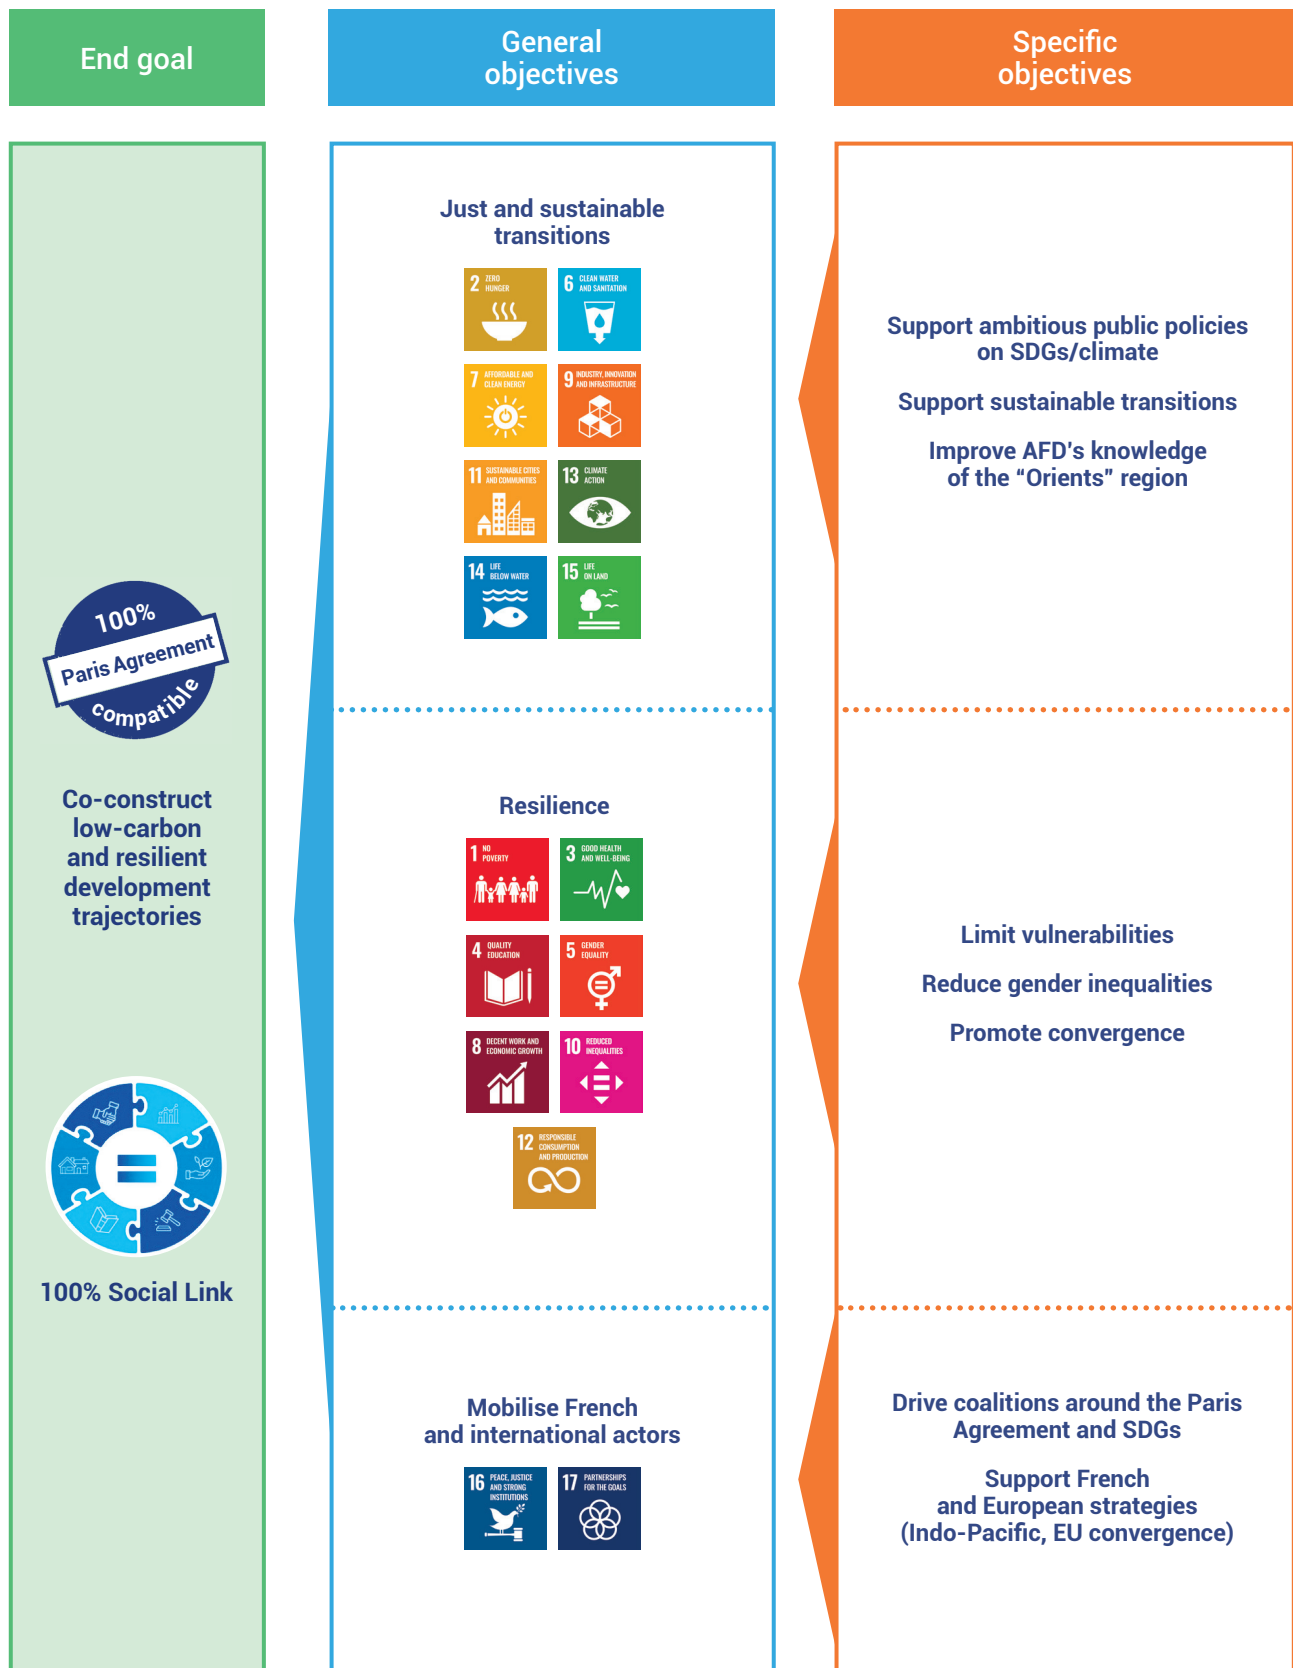 End goal
General
objectives
Specific
objectives
100%
Paris Agreement
compatible
Co-construct
low-carbon
and resilient
development
trajectories
100% Social Link
Just and sustainable
transitions
2 ZERO
HUNGER
6 CLEAN WATER
AND SANITATION
7 AFFORDABLE AND
CLEAN ENERGY
9 INDUSTRY, INNOVATION
AND INFRASTRUCTURE
11 SUSTAINABLE CITIES
AND COMMUNITIES
13 CLIMATE
ACTION
14 LIFE
BELOW WATER
15 LIFE
ON LAND
Support ambitious public policies
on SDGs/climate
Support sustainable transitions
Improve AFD's knowledge
of the “Orients” region
Resilience
1 NO
POVERTY
3 GOOD HEALTH
AND WELL-BEING
4 QUALITY
EDUCATION
5 GENDER
EQUALITY
8 DECENT WORK AND
ECONOMIC GROWTH
10 REDUCED
INEQUALITIES
12 RESPONSIBLE
CONSUMPTION
AND PRODUCTION
Limit vulnerabilities
Reduce gender inequalities
Promote convergence
Mobilise French
and international actors
16 PEACE, JUSTICE
AND STRONG
INSTITUTIONS
17 PARTNERSHIPS
FOR THE GOALS
Drive coalitions around the Paris
Agreement and SDGs
Support French
and European strategies
(Indo-Pacific, EU convergence)